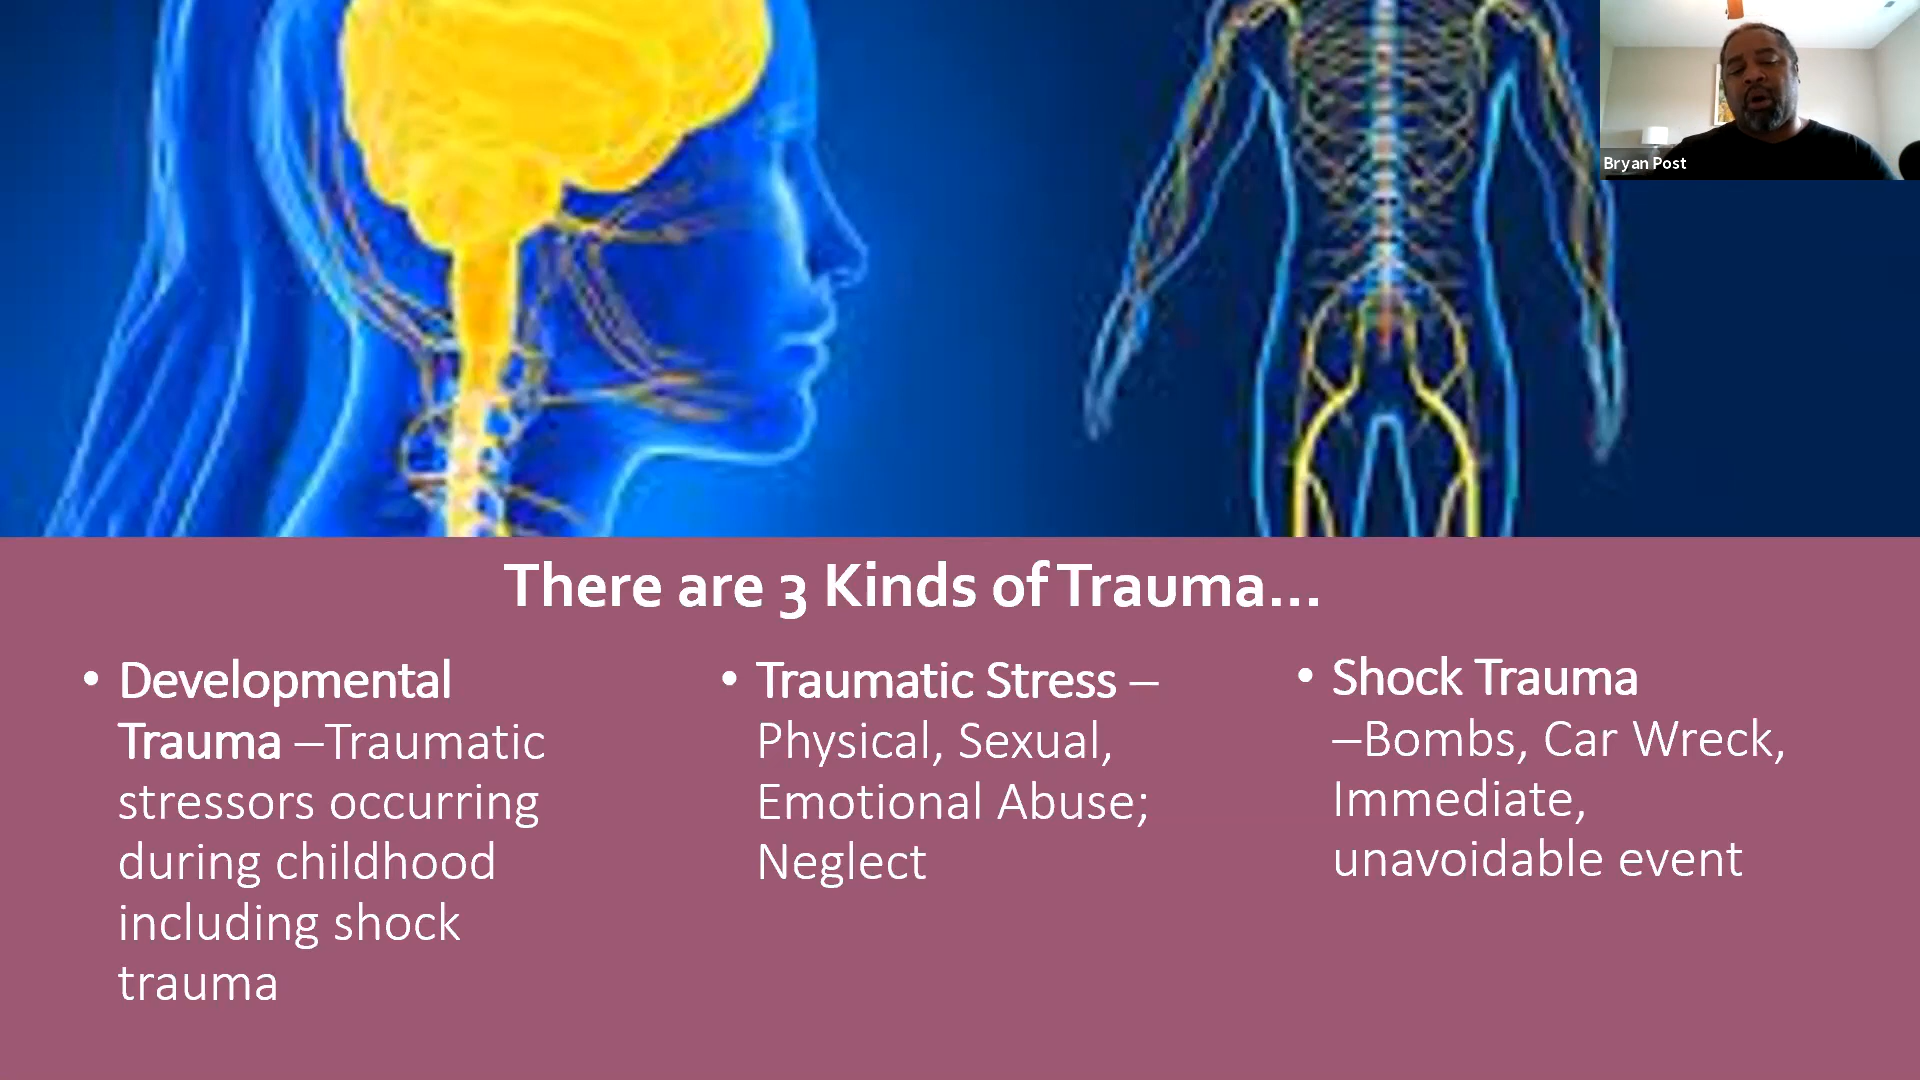 Bryan Post
There are 3 Kinds of Trauma...
• Developmental
Trauma –Traumatic
stressors occurring
during childhood
including shock
trauma
• Traumatic Stress –
Physical, Sexual,
Emotional Abuse;
Neglect
• Shock Trauma
–Bombs, Car Wreck,
Immediate,
unavoidable event